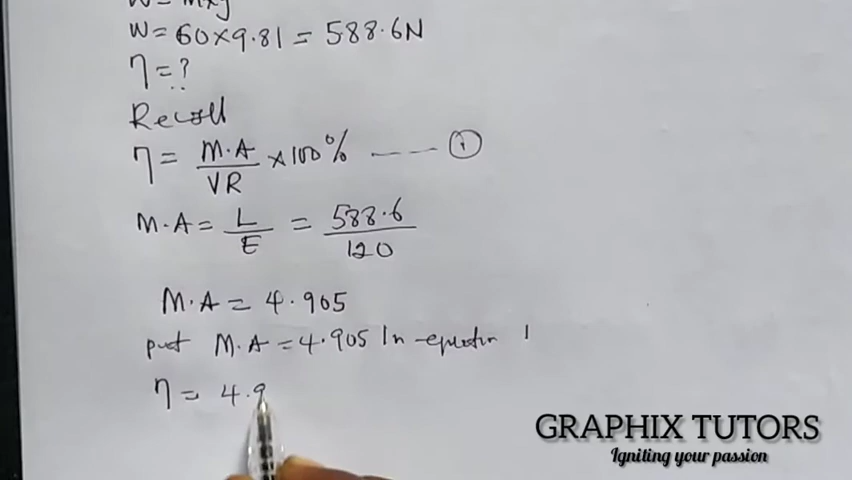 W = m×g
W = 60×9.81 = 588.6N
η = ?
Recall
η = M.A/VR ×100% —— ①
M.A = L/E = 588.6/120
M.A = 4.905
put M.A = 4.905 In equation 1
η = 4.9
GRAPHIX TUTORS
Igniting your passion